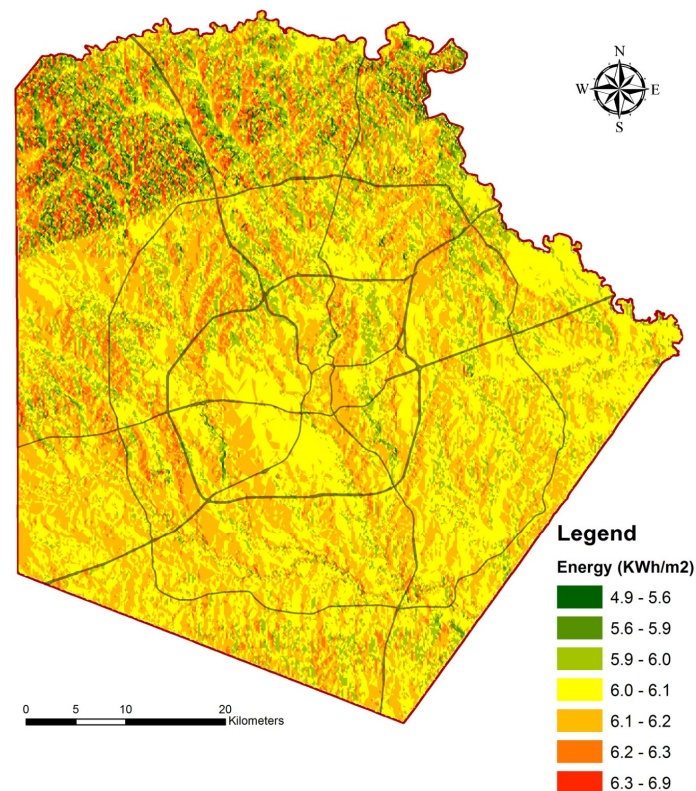 N
W E
S
Legend
Energy (KWh/m2)
4.9 - 5.6
5.6 - 5.9
5.9 - 6.0
6.0 - 6.1
6.1 - 6.2
6.2 - 6.3
6.3 - 6.9
0 5 10 20
Kilometers